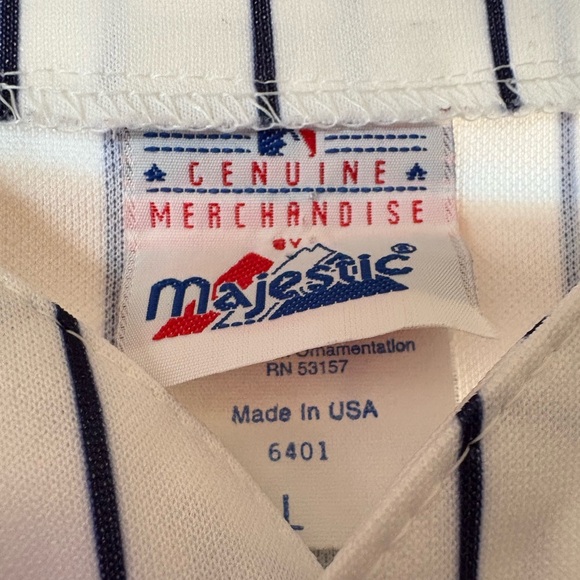 GENUINE
MERCHANDISE
BY
Majestic®
Ornamentation
RN 53157
Made In USA
6401
L